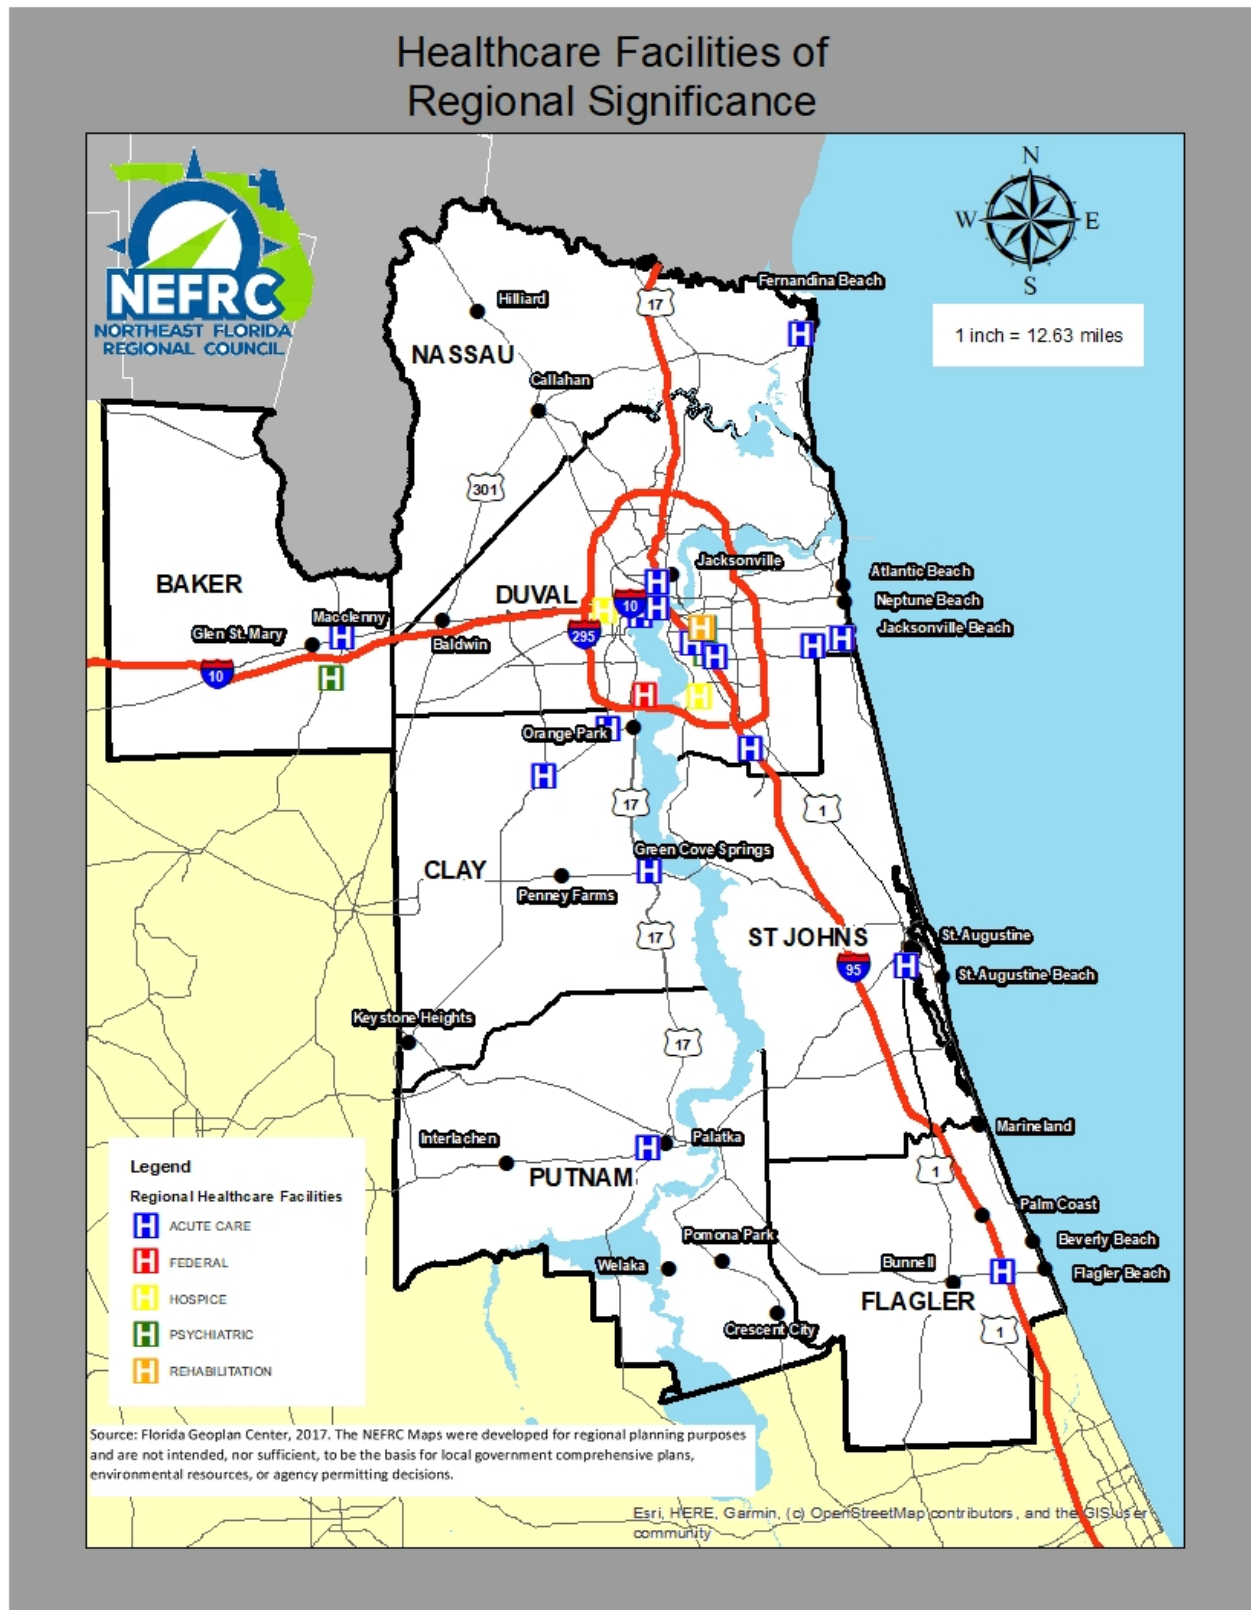 Healthcare Facilities of
Regional Significance
N
W
E
S
NEFRC
NORTHEAST FLORIDA
REGIONAL COUNCIL
1 inch = 12.63 miles
Fernandina Beach
17
H
Hilliard
NASSAU
Callahan
301
Jacksonville
Atlantic Beach
BAKER
H
DUVAL
H
10
H
Neptune Beach
Macclenny
H
Glen St. Mary
H
Baldwin
295
H
H
H
H
Jacksonville Beach
10
H
H
H
Orange Park
H
H
H
17
1
Green Cove Springs
CLAY
H
Penney Farms
17
ST JOHNS
St. Augustine
95
H
St. Augustine Beach
Keystone Heights
17
Marineland
Interlachen
H
Palatka
PUTNAM
1
Palm Coast
Pomona Park
Beverly Beach
Welaka
Bunnell
H
Flagler Beach
FLAGLER
Crescent City
1
Legend
Regional Healthcare Facilities
H ACUTE CARE
H FEDERAL
H HOSPICE
H PSYCHIATRIC
H REHABILITATION
Source: Florida Geoplan Center, 2017. The NEFRC Maps were developed for regional planning purposes
and are not intended, nor sufficient, to be the basis for local government comprehensive plans,
environmental resources, or agency permitting decisions.
Esri, HERE, Garmin, (c) OpenStreetMap contributors, and the GIS user
community